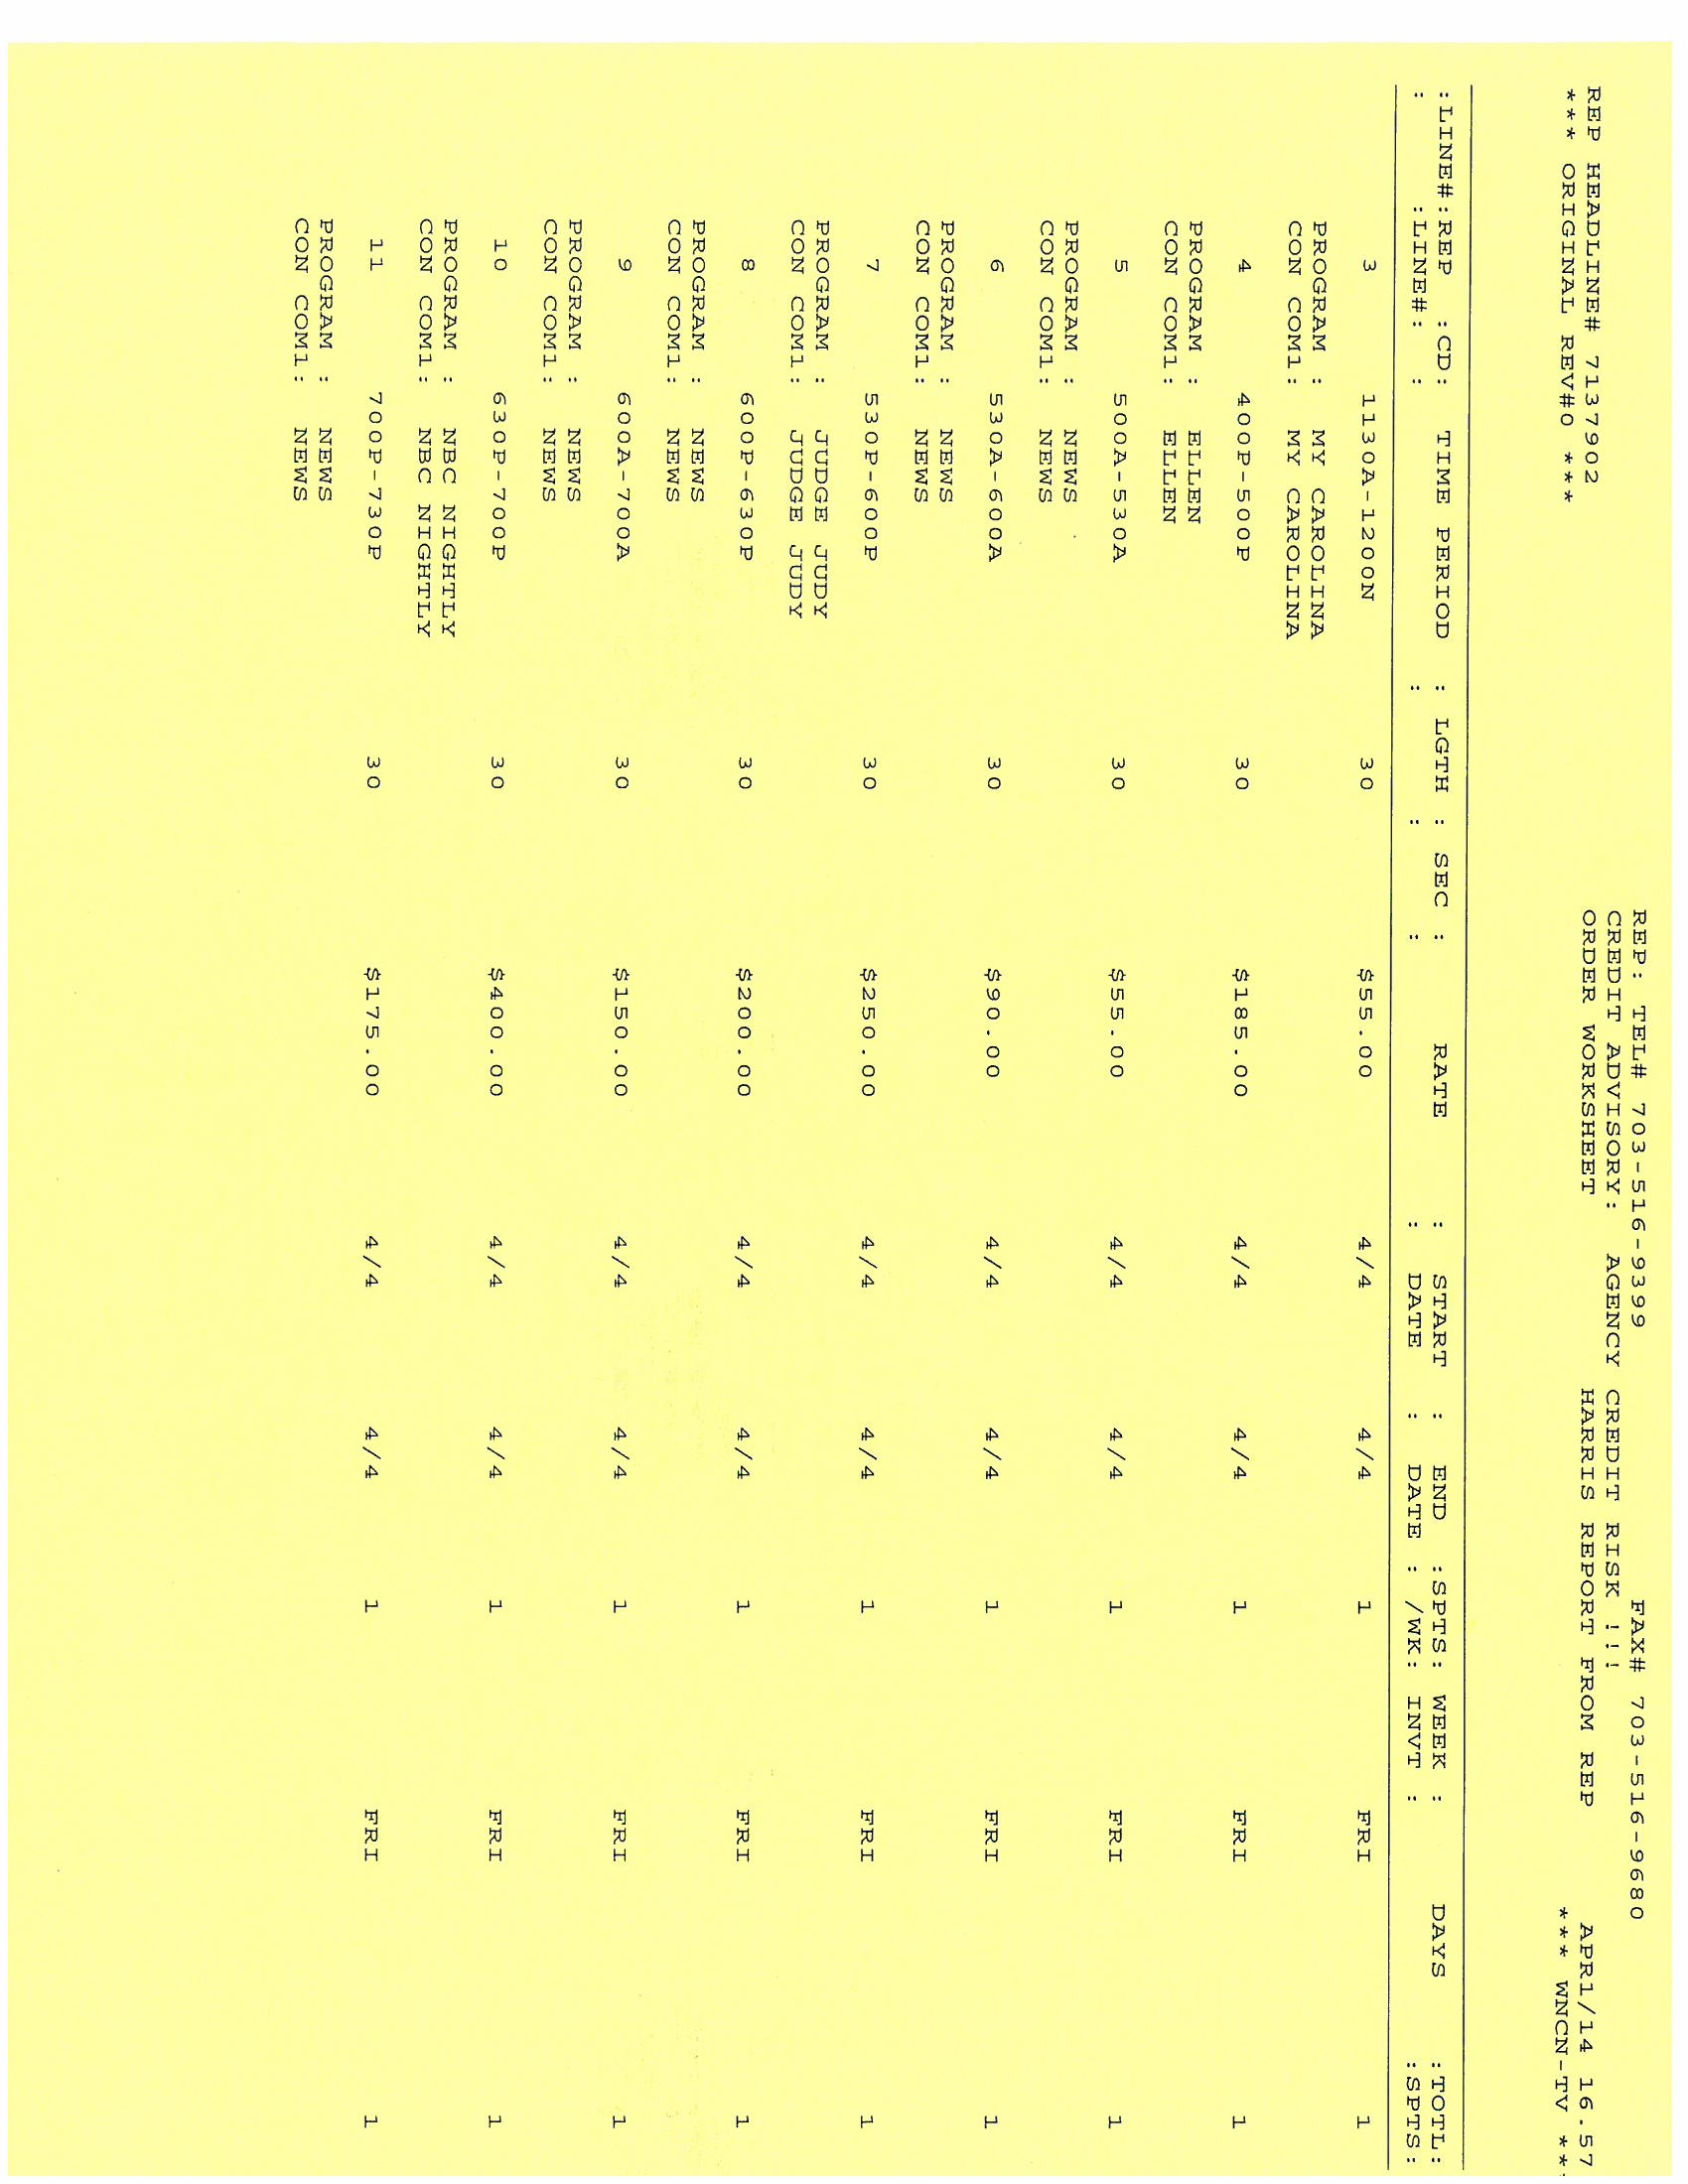 REP: TEL# 703-516-9399 FAX# 703-516-9680
CREDIT ADVISORY: AGENCY CREDIT RISK !!!
REP HEADLINE# 7137902 ORDER WORKSHEET HARRIS REPORT FROM REP APR1/14 16.57
*** ORIGINAL REV#0 *** *** WNCN-TV **
:LINE#:REP :CD: TIME PERIOD : LGTH : SEC : RATE : START : END :SPTS: WEEK : DAYS :TOTL:
: :LINE#: : : : : DATE : DATE : /WK: INVT : :SPTS:
3 1130A-1200N 30 $55.00 4/4 4/4 1 FRI 1
PROGRAM : MY CAROLINA
CON COM1: MY CAROLINA
4 400P-500P 30 $185.00 4/4 4/4 1 FRI 1
PROGRAM : ELLEN
CON COM1: ELLEN
5 500A-530A 30 $55.00 4/4 4/4 1 FRI 1
PROGRAM : NEWS
CON COM1: NEWS
6 530A-600A 30 $90.00 4/4 4/4 1 FRI 1
PROGRAM : NEWS
CON COM1: NEWS
7 530P-600P 30 $250.00 4/4 4/4 1 FRI 1
PROGRAM : JUDGE JUDY
CON COM1: JUDGE JUDY
8 600P-630P 30 $200.00 4/4 4/4 1 FRI 1
PROGRAM : NEWS
CON COM1: NEWS
9 600A-700A 30 $150.00 4/4 4/4 1 FRI 1
PROGRAM : NEWS
CON COM1: NEWS
10 630P-700P 30 $400.00 4/4 4/4 1 FRI 1
PROGRAM : NBC NIGHTLY
CON COM1: NBC NIGHTLY
11 700P-730P 30 $175.00 4/4 4/4 1 FRI 1
PROGRAM : NEWS
CON COM1: NEWS